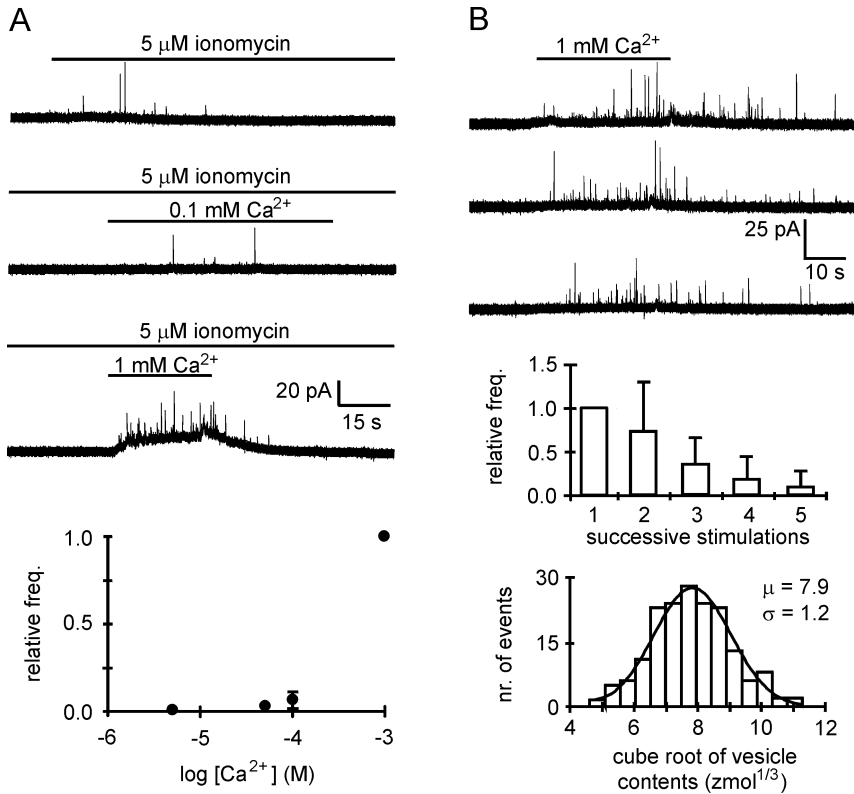 A
5 μM ionomycin
5 μM ionomycin
0.1 mM Ca2+
5 μM ionomycin
1 mM Ca2+
20 pA
15 s
relative freq.
1.0
0.5
0.0
-6 -5 -4 -3
log [Ca2+] (M)
B
1 mM Ca2+
25 pA
10 s
relative freq.
1.5
1.0
0.5
0.0
1 2 3 4 5
successive stimulations
nr. of events
30
15
0
μ = 7.9
σ = 1.2
4 6 8 10 12
cube root of vesicle
contents (zmol1/3)